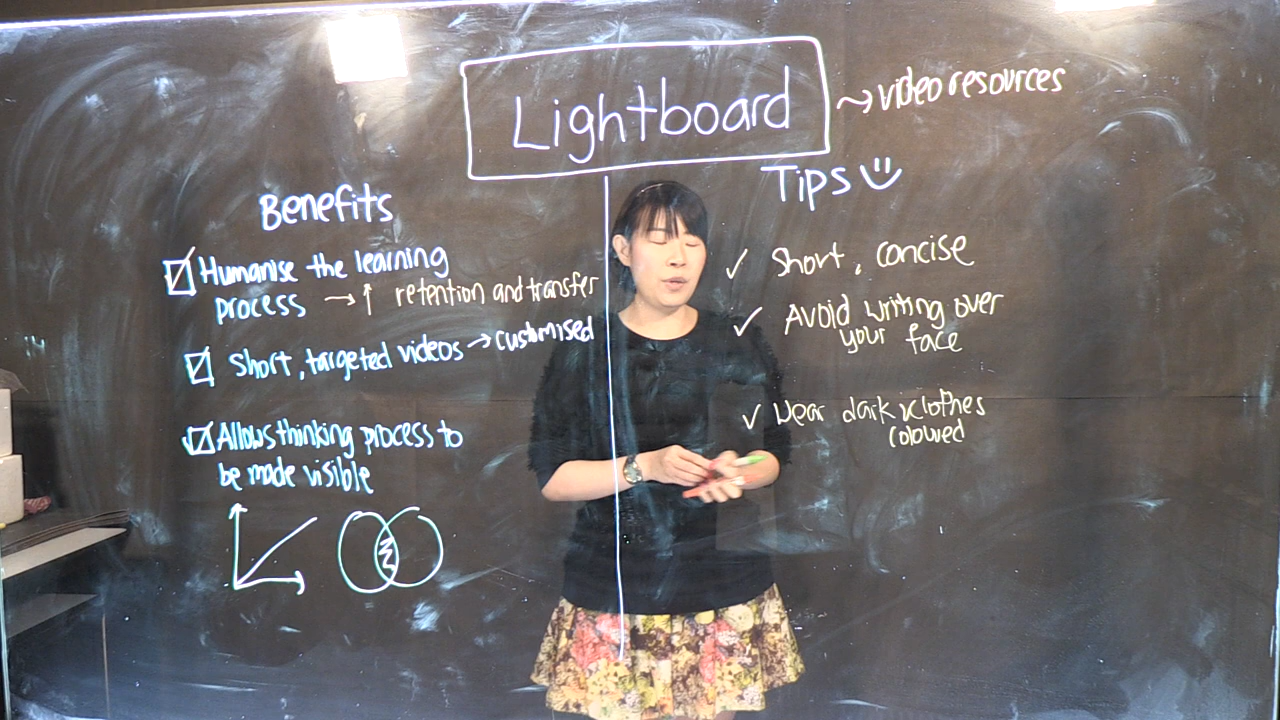 Lightboard
→ video resources
Benefits
Humanise the learning
process → ↑ retention and transfer
Short, targeted videos → customised
Allows thinking process to
be made visible
Tips
✓ Short, concise
✓ Avoid writing over
your face
✓ Wear dark clothes
coloured